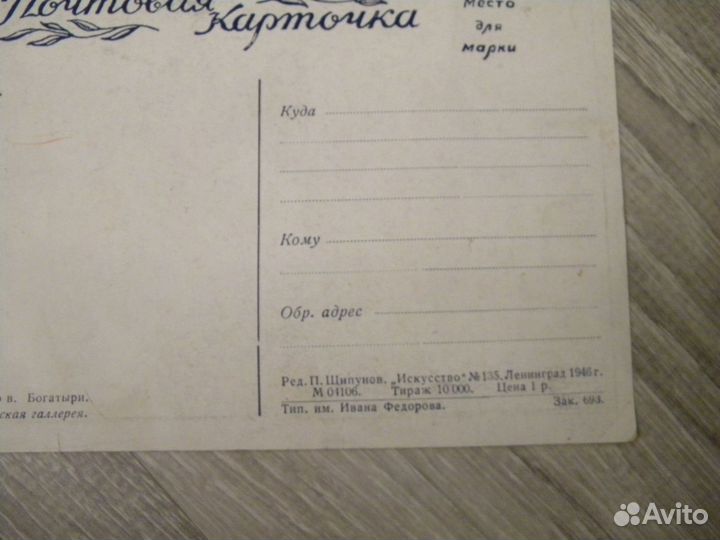 Почтовая
Карточка
Место
для
марки
Куда
Кому
Обр. адрес
Ред. П. Щипунов. „Искусство“ № 135. Ленинград 1946 г.
М 04106. Тираж 10 000. Цена 1 р.
Тип. им. Ивана Федорова. Зак. 693.
в. Богатыри.
ская галлерея.
Avito